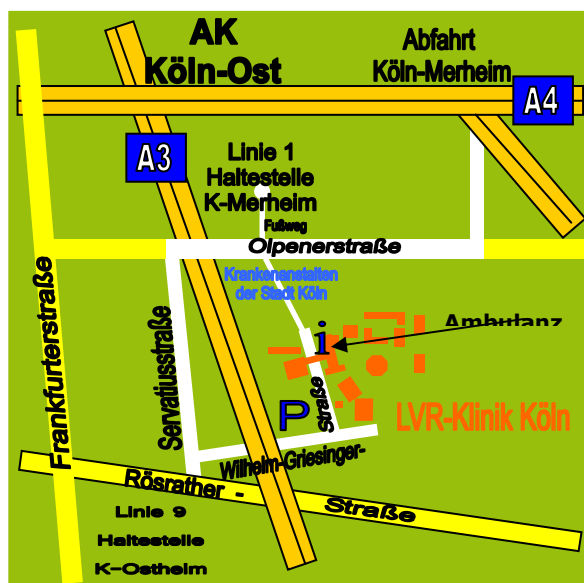 AK
Köln-Ost
Abfahrt
Köln-Merheim
A4
A3
Linie 1
Haltestelle
K-Merheim
Fußweg
Olpenerstraße
Krankenanstalten
der Stadt Köln
Frankfurterstraße
Servatiusstraße
i
Ambulanz
P
Straße
LVR-Klinik Köln
Wilhelm-Griesinger-
Rösrather -
Straße
Linie 9
Haltestelle
K-Ostheim